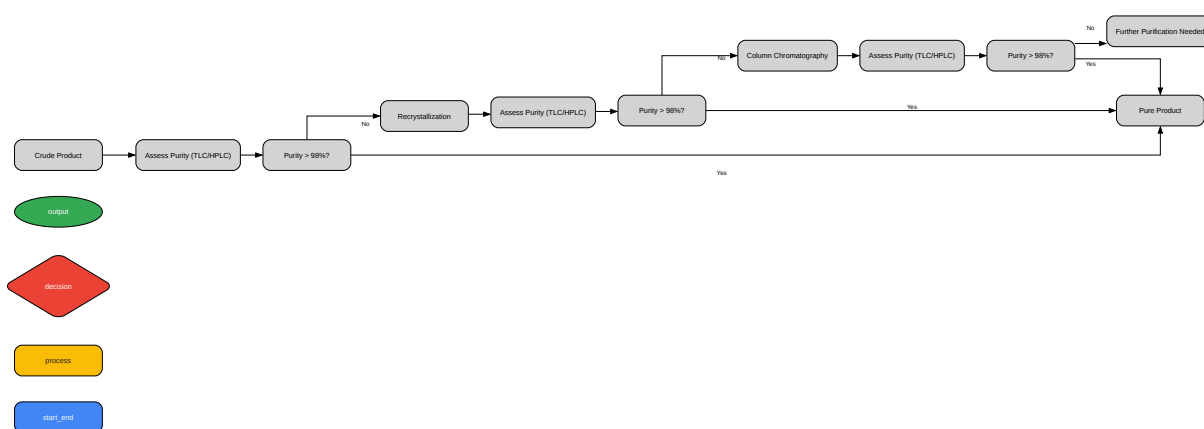 No
Further Purification Needed
No
Column Chromatography
Assess Purity (TLC/HPLC)
Purity > 98%?
Yes
Recrystallization
No
Assess Purity (TLC/HPLC)
Purity > 98%?
Yes
Pure Product
Crude Product
Assess Purity (TLC/HPLC)
Purity > 98%?
Yes
output
decision
process
start_end